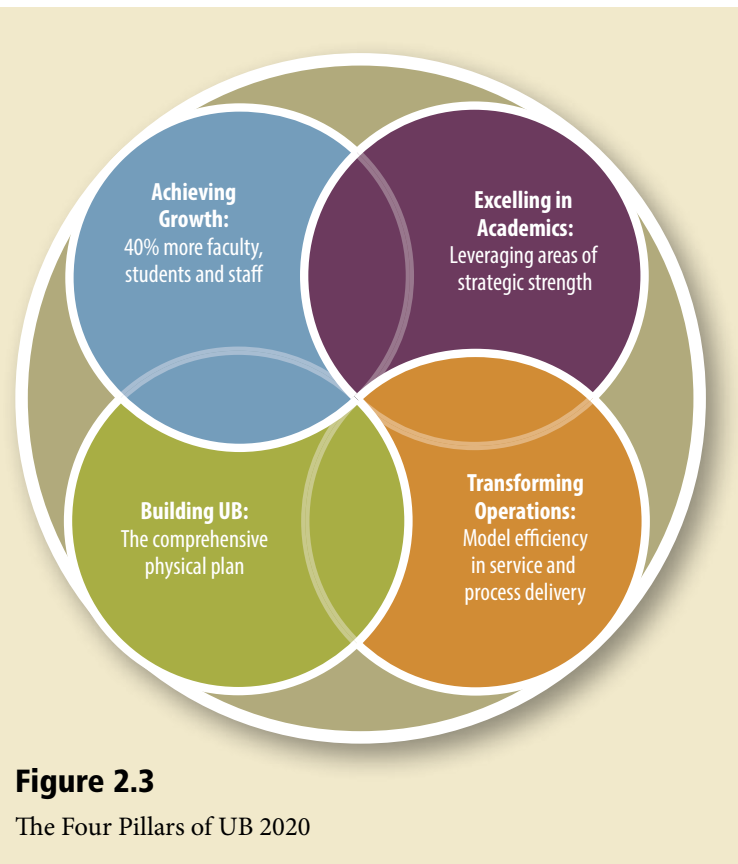 Achieving
Growth:
40% more faculty,
students and staff
Excelling in
Academics:
Leveraging areas of
strategic strength
Building UB:
The comprehensive
physical plan
Transforming
Operations:
Model efficiency
in service and
process delivery
Figure 2.3
The Four Pillars of UB 2020